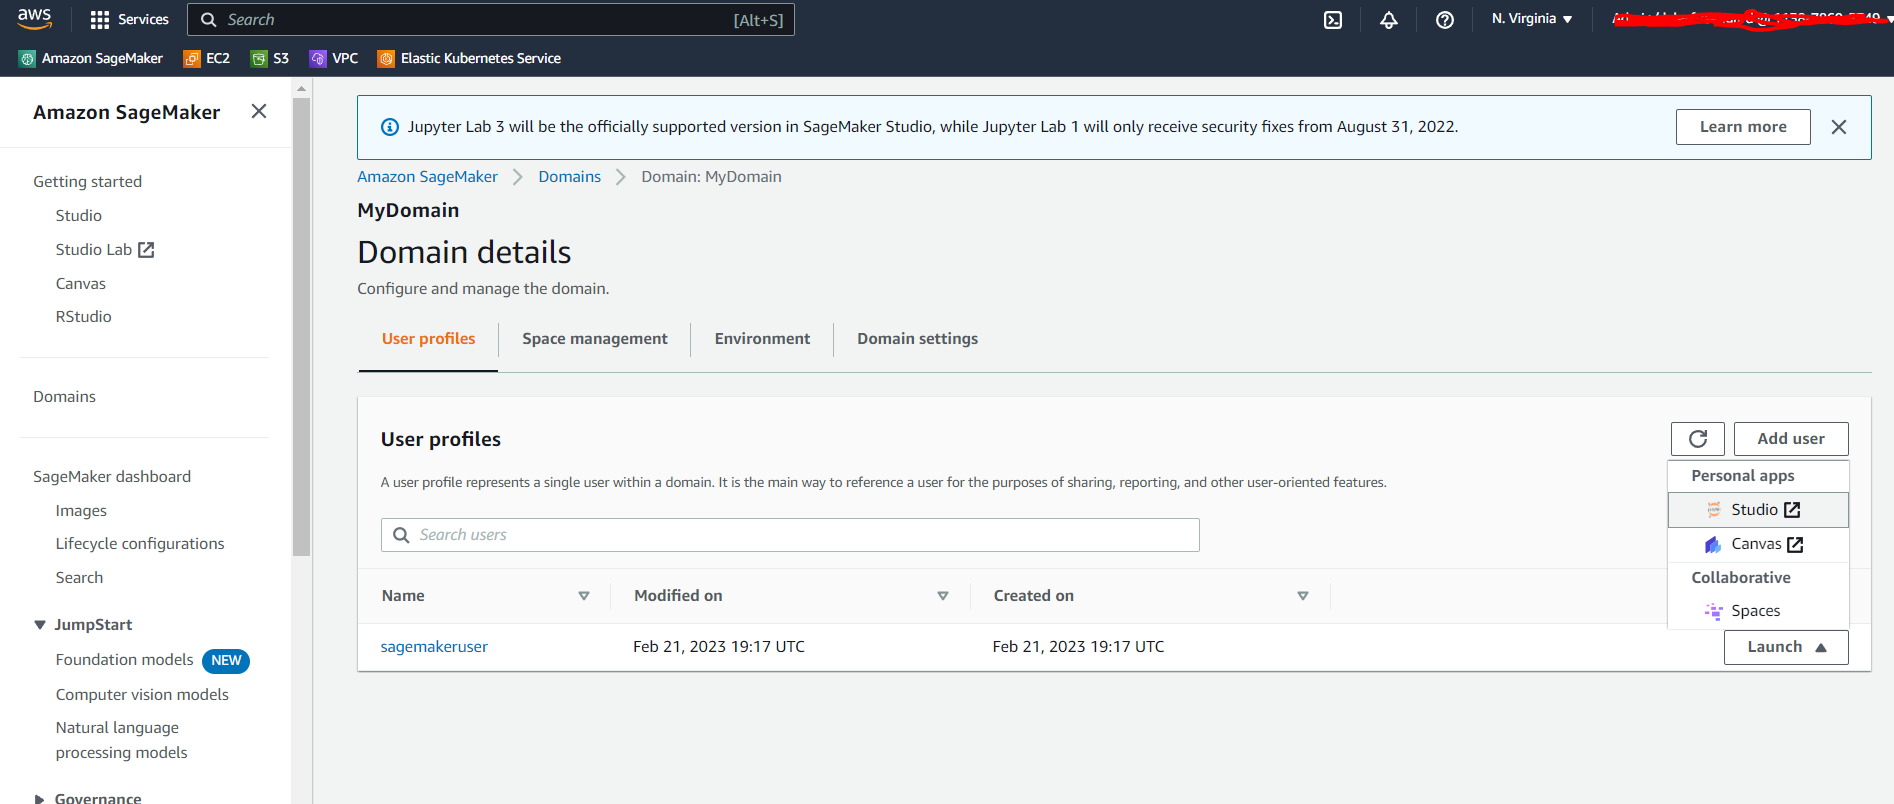 aws
Services
Search
[Alt+S]
N. Virginia
Amazon SageMaker
EC2
S3
VPC
Elastic Kubernetes Service
Amazon SageMaker
Getting started
Studio
Studio Lab
Canvas
RStudio
Domains
SageMaker dashboard
Images
Lifecycle configurations
Search
JumpStart
Foundation models NEW
Computer vision models
Natural language
processing models
Governance
Jupyter Lab 3 will be the officially supported version in SageMaker Studio, while Jupyter Lab 1 will only receive security fixes from August 31, 2022.
Learn more
Amazon SageMaker
Domains
Domain: MyDomain
MyDomain
Domain details
Configure and manage the domain.
User profiles
Space management
Environment
Domain settings
User profiles
Add user
A user profile represents a single user within a domain. It is the main way to reference a user for the purposes of sharing, reporting, and other user-oriented features.
Search users
Personal apps
Studio
Canvas
Collaborative
Spaces
Name
Modified on
Created on
sagemakeruser
Feb 21, 2023 19:17 UTC
Feb 21, 2023 19:17 UTC
Launch